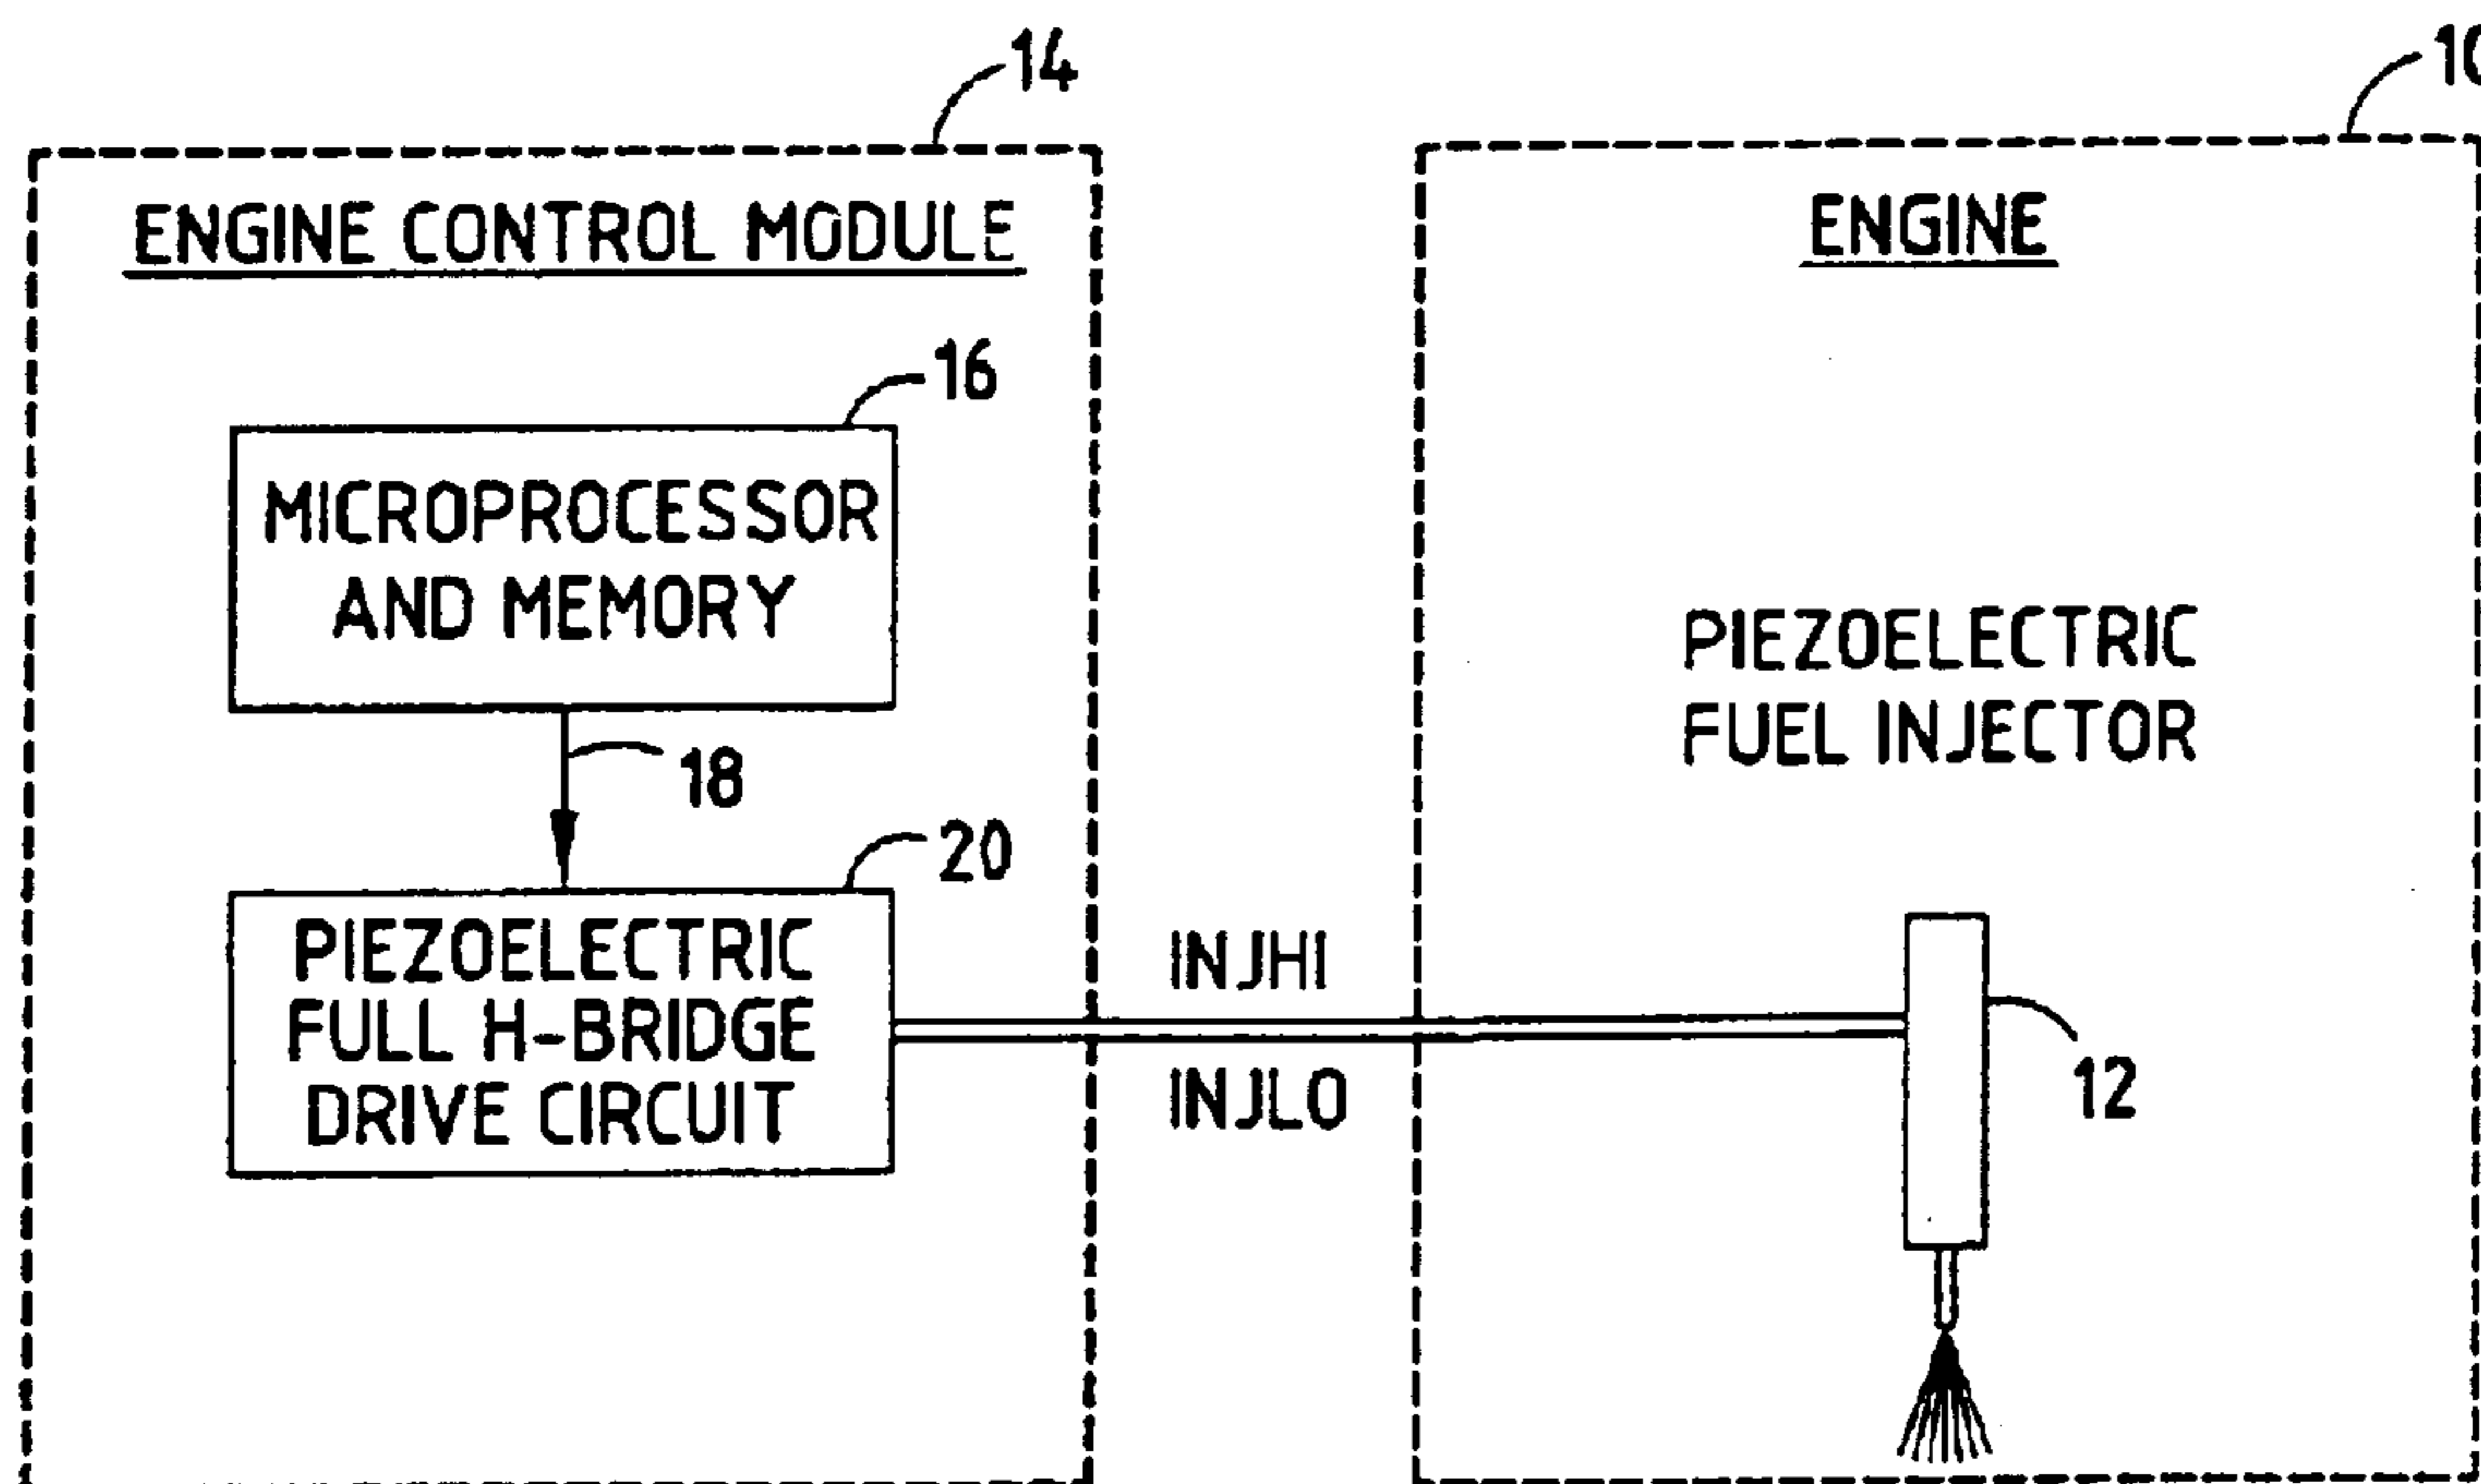 14
10
ENGINE CONTROL MODULE
ENGINE
16
MICROPROCESSOR
AND MEMORY
18
PIEZOELECTRIC
FUEL INJECTOR
20
PIEZOELECTRIC
FULL H-BRIDGE
DRIVE CIRCUIT
INJHI
INJLO
12